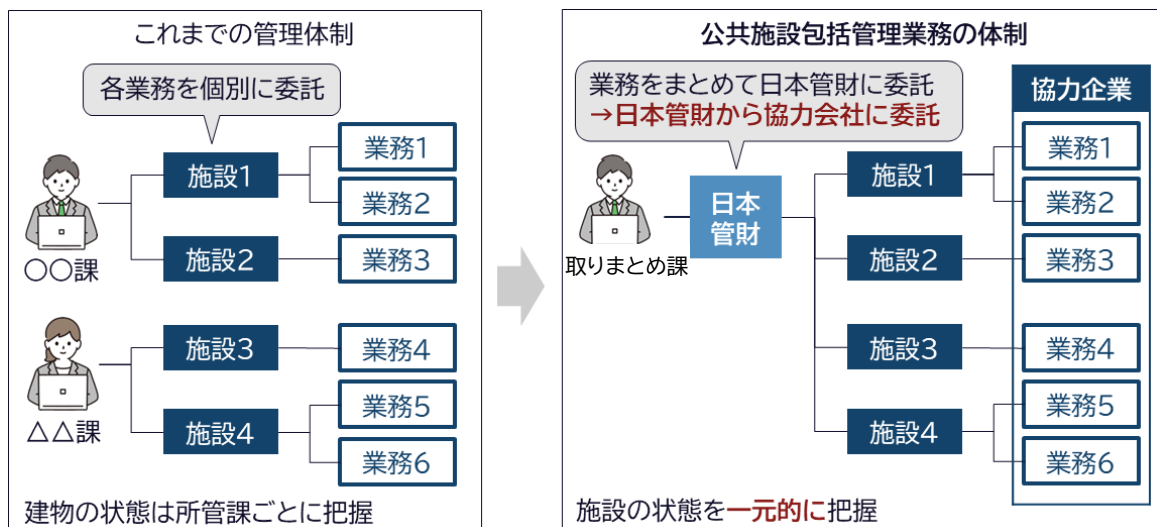 これまでの管理体制
各業務を個別に委託
施設1
業務1
業務2
施設2
業務3
〇〇課
施設3
業務4
施設4
業務5
業務6
△△課
建物の状態は所管課ごとに把握
公共施設包括管理業務の体制
業務をまとめて日本管財に委託
→日本管財から協力会社に委託
協力企業
取りまとめ課
日本
管財
施設1
業務1
業務2
施設2
業務3
施設3
業務4
施設4
業務5
業務6
施設の状態を一元的に把握